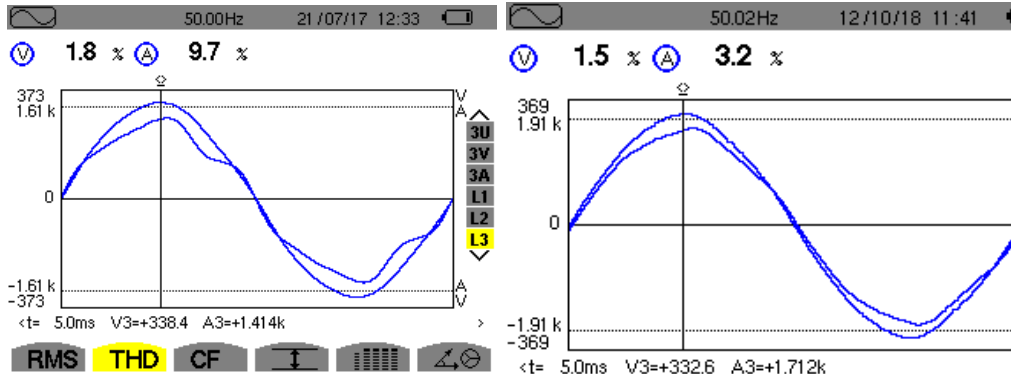 50.00Hz 21/07/17 12:33
V 1.8 % A 9.7 %
373
1.61 k
0
-1.61 k
-373
V
A
3U
3V
3A
L1
L2
L3
A
V
<t= 5.0ms V3=+338.4 A3=+1.414k >
RMS THD CF
50.02Hz 12/10/18 11:41
V 1.5 % A 3.2 %
369
1.91 k
0
-1.91 k
-369
<t= 5.0ms V3=+332.6 A3=+1.712k